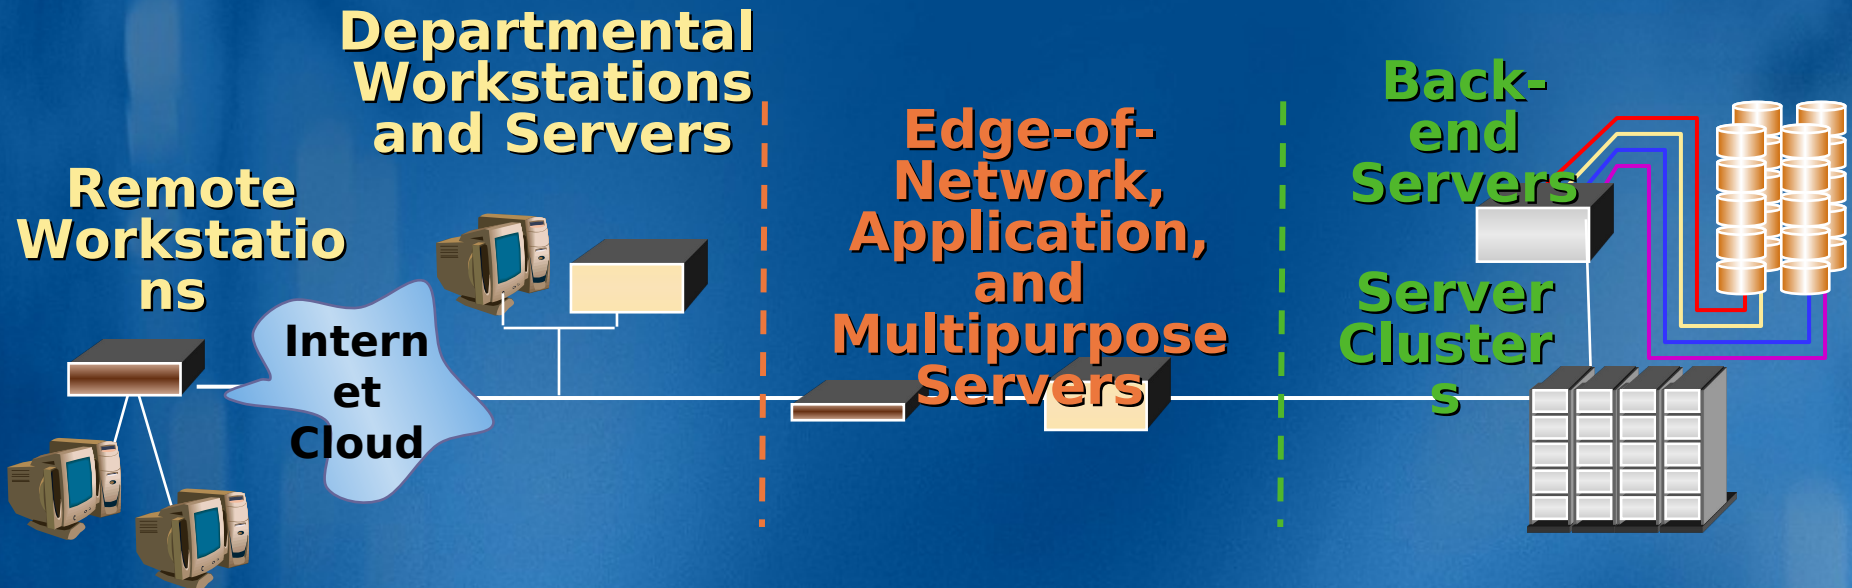 Departmental
Workstations
and Servers
Remote
Workstatio
ns
Intern
et
Cloud
Edge-of-
Network,
Application,
and
Multipurpose
Servers
Back-
end
Servers
Server
Cluster
s